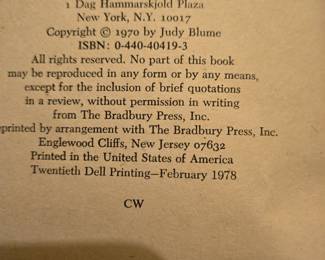 1 Dag Hammarskjold Plaza
New York, N.Y. 10017
Copyright © 1970 by Judy Blume
ISBN: 0-440-40419-3
All rights reserved. No part of this book
may be reproduced in any form or by any means,
except for the inclusion of brief quotations
in a review, without permission in writing
from The Bradbury Press, Inc.
eprinted by arrangement with The Bradbury Press, Inc.
Englewood Cliffs, New Jersey 07632
Printed in the United States of America
Twentieth Dell Printing—February 1978
CW